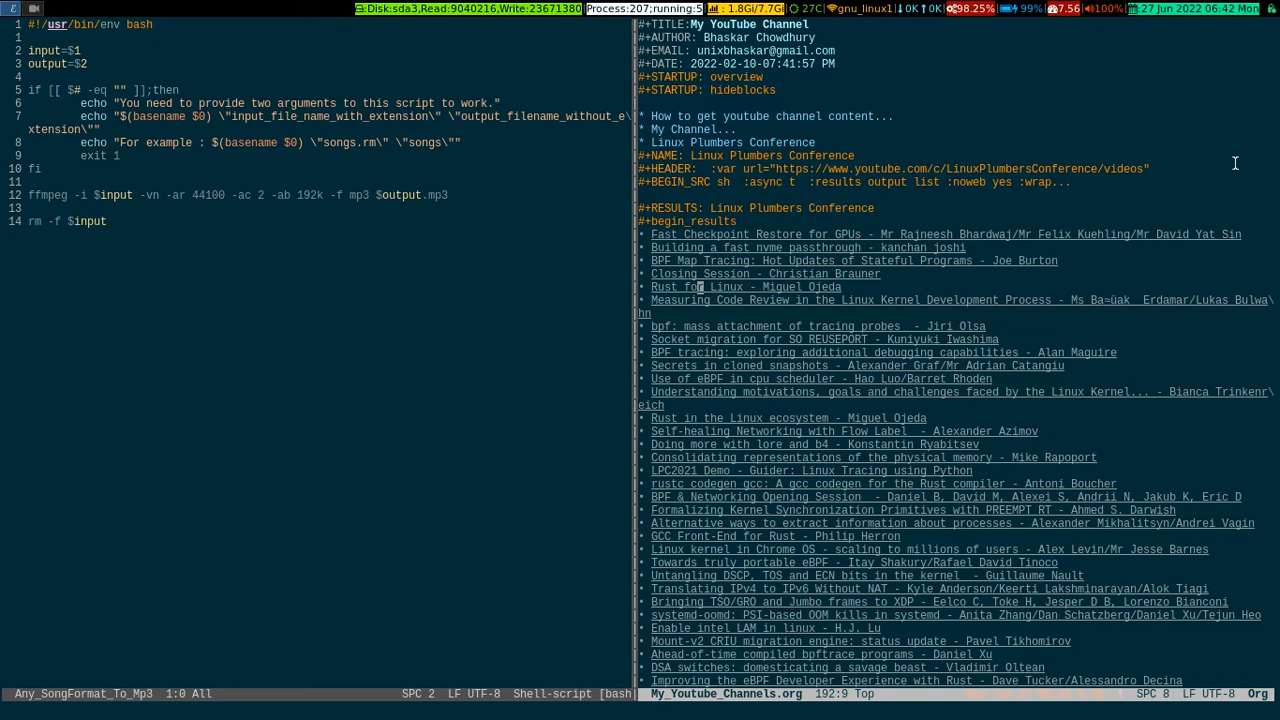 Disk:sda3,Read:9040216,Write:23671380 Process:207;running:5 : 1.8Gi/7.7Gi 27C gnu_linux1 0K 0K 98.25% 99% 7.56 100% 27 Jun 2022 06:42 Mon
1 #!/usr/bin/env bash
1
2 input=$1
3 output=$2
4
5 if [[ $# -eq "" ]];then
6 echo "You need to provide two arguments to this script to work."
7 echo "$(basename $0) \"input_file_name_with_extension\" \"output_filename_without_e\
xtension\""
8 echo "For example : $(basename $0) \"songs.rm\" \"songs\""
9 exit 1
10 fi
11
12 ffmpeg -i $input -vn -ar 44100 -ac 2 -ab 192k -f mp3 $output.mp3
13
14 rm -f $input
Any_SongFormat_To_Mp3 1:0 All SPC 2 LF UTF-8 Shell-script [bash
#+TITLE:My YouTube Channel
#+AUTHOR: Bhaskar Chowdhury
#+EMAIL: unixbhaskar@gmail.com
#+DATE: 2022-02-10-07:41:57 PM
#+STARTUP: overview
#+STARTUP: hideblocks
* How to get youtube channel content...
* My Channel...
* Linux Plumbers Conference
#+NAME: Linux Plumbers Conference
#+HEADER: :var url="https://www.youtube.com/c/LinuxPlumbersConference/videos"
#+BEGIN_SRC sh :async t :results output list :noweb yes :wrap...
#+RESULTS: Linux Plumbers Conference
#+begin_results
• Fast Checkpoint Restore for GPUs - Mr Rajneesh Bhardwaj/Mr Felix Kuehling/Mr David Yat Sin
• Building a fast nvme passthrough - kanchan joshi
• BPF Map Tracing: Hot Updates of Stateful Programs - Joe Burton
• Closing Session - Christian Brauner
• Rust for Linux - Miguel Ojeda
• Measuring Code Review in the Linux Kernel Development Process - Ms Ba≈üak Erdamar/Lukas Bulwa\
hn
• bpf: mass attachment of tracing probes - Jiri Olsa
• Socket migration for SO REUSEPORT - Kuniyuki Iwashima
• BPF tracing: exploring additional debugging capabilities - Alan Maguire
• Secrets in cloned snapshots - Alexander Graf/Mr Adrian Catangiu
• Use of eBPF in cpu scheduler - Hao Luo/Barret Rhoden
• Understanding motivations, goals and challenges faced by the Linux Kernel... - Bianca Trinkenr\
eich
• Rust in the Linux ecosystem - Miguel Ojeda
• Self-healing Networking with Flow Label - Alexander Azimov
• Doing more with lore and b4 - Konstantin Ryabitsev
• Consolidating representations of the physical memory - Mike Rapoport
• LPC2021 Demo - Guider: Linux Tracing using Python
• rustc codegen gcc: A gcc codegen for the Rust compiler - Antoni Boucher
• BPF & Networking Opening Session - Daniel B, David M, Alexei S, Andrii N, Jakub K, Eric D
• Formalizing Kernel Synchronization Primitives with PREEMPT RT - Ahmed S. Darwish
• Alternative ways to extract information about processes - Alexander Mikhalitsyn/Andrei Vagin
• GCC Front-End for Rust - Philip Herron
• Linux kernel in Chrome OS - scaling to millions of users - Alex Levin/Mr Jesse Barnes
• Towards truly portable eBPF - Itay Shakury/Rafael David Tinoco
• Untangling DSCP, TOS and ECN bits in the kernel - Guillaume Nault
• Translating IPv4 to IPv6 Without NAT - Kyle Anderson/Keerti Lakshminarayan/Alok Tiagi
• Bringing TSO/GRO and Jumbo frames to XDP - Eelco C, Toke H, Jesper D B, Lorenzo Bianconi
• systemd-oomd: PSI-based OOM kills in systemd - Anita Zhang/Dan Schatzberg/Daniel Xu/Tejun Heo
• Enable intel LAM in linux - H.J. Lu
• Mount-v2 CRIU migration engine: status update - Pavel Tikhomirov
• Ahead-of-time compiled bpftrace programs - Daniel Xu
• DSA switches: domesticating a savage beast - Vladimir Oltean
• Improving the eBPF Developer Experience with Rust - Dave Tucker/Alessandro Decina
My_Youtube_Channels.org 192:9 Top SPC 8 LF UTF-8 Org